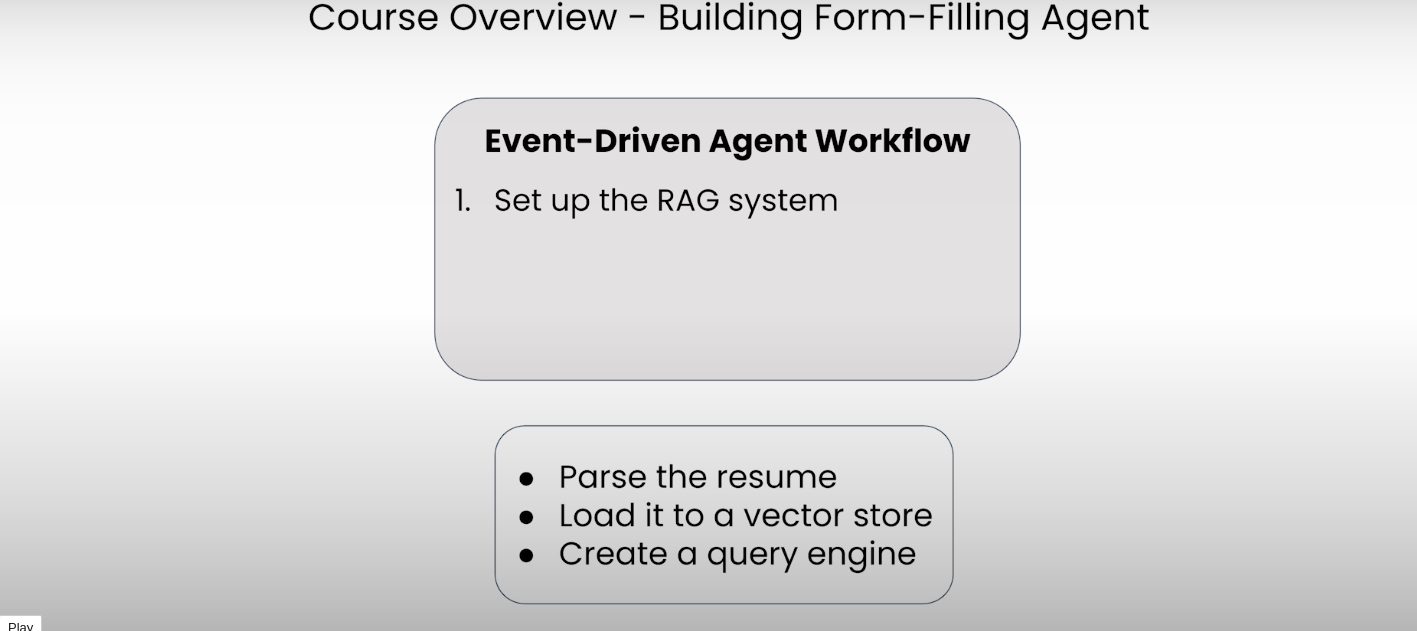 Course Overview - Building Form-Filling Agent
Event-Driven Agent Workflow
1. Set up the RAG system
● Parse the resume
● Load it to a vector store
● Create a query engine
Play